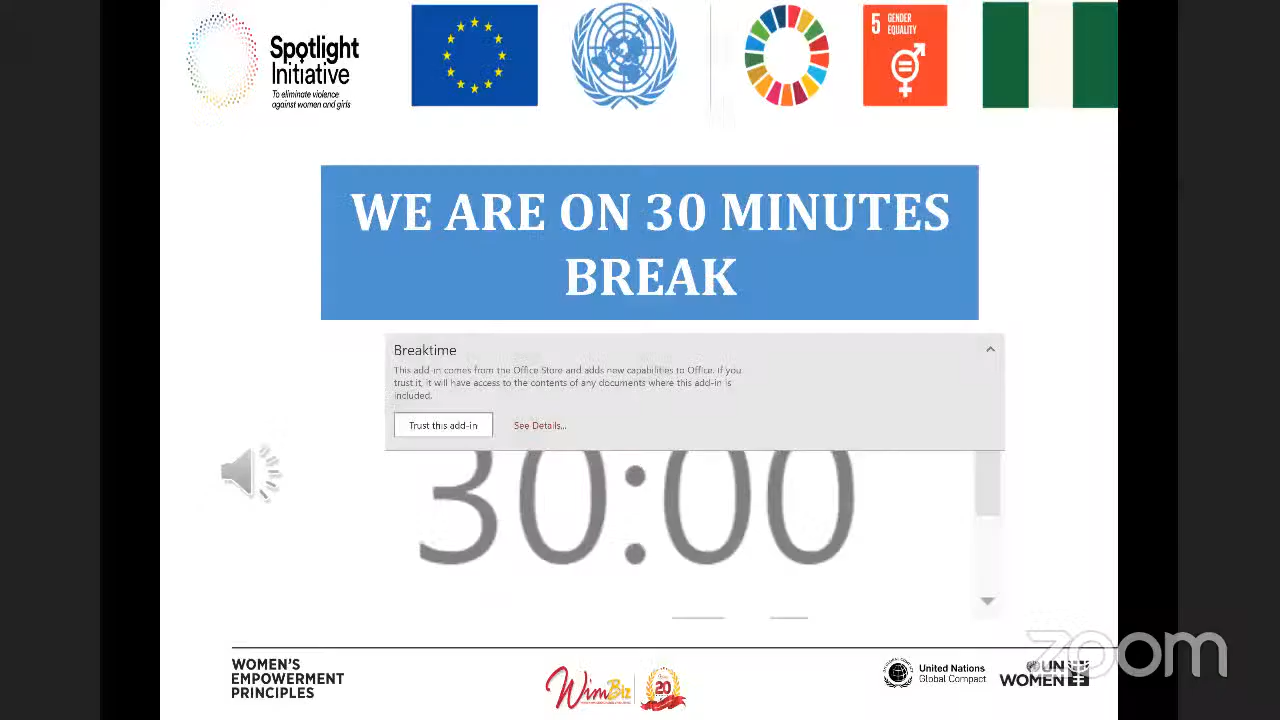 Spotlight
Initiative
To eliminate violence
against women and girls
5 GENDER
EQUALITY
WE ARE ON 30 MINUTES
BREAK
Breaktime
This add-in comes from the Office Store and adds new capabilities to Office. If you
trust it, it will have access to the contents of any documents where this add-in is
included.
Trust this add-in
See Details...
30:00
WOMEN'S
EMPOWERMENT
PRINCIPLES
WimBiz
20
United Nations
Global Compact
UN
WOMEN
zoom